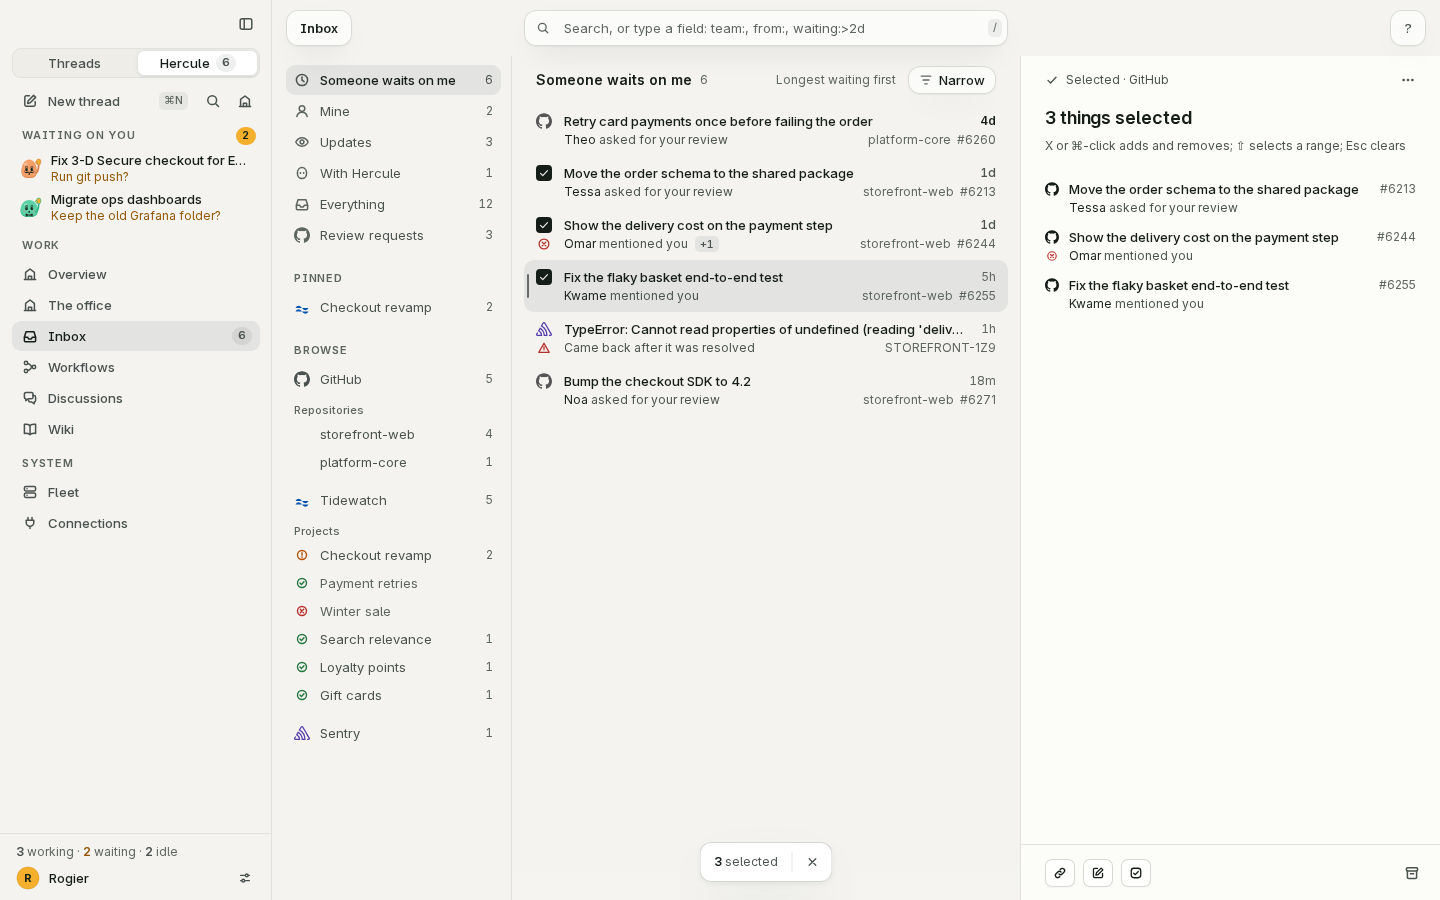 Inbox
Search, or type a field: team:, from:, waiting:>2d
/
?
Threads
Hercule 6
New thread ⌘N
WAITING ON YOU 2
Fix 3-D Secure checkout for E…
Run git push?
Migrate ops dashboards
Keep the old Grafana folder?
WORK
Overview
The office
Inbox 6
Workflows
Discussions
Wiki
SYSTEM
Fleet
Connections
3 working · 2 waiting · 2 idle
R Rogier
Someone waits on me 6
Mine 2
Updates 3
With Hercule 1
Everything 12
Review requests 3
PINNED
Checkout revamp 2
BROWSE
GitHub 5
Repositories
storefront-web 4
platform-core 1
Tidewatch 5
Projects
Checkout revamp 2
Payment retries
Winter sale
Search relevance 1
Loyalty points 1
Gift cards 1
Sentry 1
Someone waits on me 6 Longest waiting first Narrow
Retry card payments once before failing the order 4d
Theo asked for your review platform-core #6260
Move the order schema to the shared package 1d
Tessa asked for your review storefront-web #6213
Show the delivery cost on the payment step 1d
Omar mentioned you +1 storefront-web #6244
Fix the flaky basket end-to-end test 5h
Kwame mentioned you storefront-web #6255
TypeError: Cannot read properties of undefined (reading 'deliv… 1h
Came back after it was resolved STOREFRONT-1Z9
Bump the checkout SDK to 4.2 18m
Noa asked for your review storefront-web #6271
3 selected
Selected · GitHub
3 things selected
X or ⌘-click adds and removes; ⇧ selects a range; Esc clears
Move the order schema to the shared package #6213
Tessa asked for your review
Show the delivery cost on the payment step #6244
Omar mentioned you
Fix the flaky basket end-to-end test #6255
Kwame mentioned you